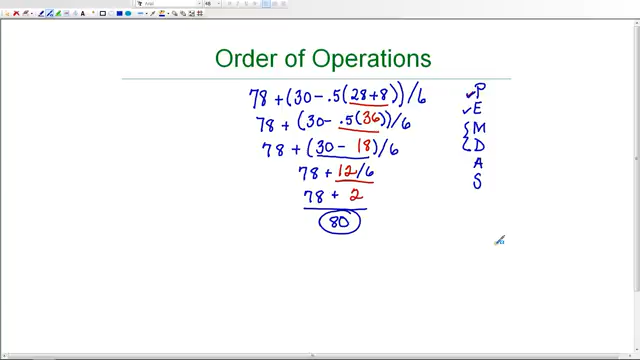 Order of Operations
78 + (30 - .5(28 + 8))/6
78 + (30 - .5(36))/6
78 + (30 - 18)/6
78 + 12/6
78 + 2
80
P
E
M
D
A
S